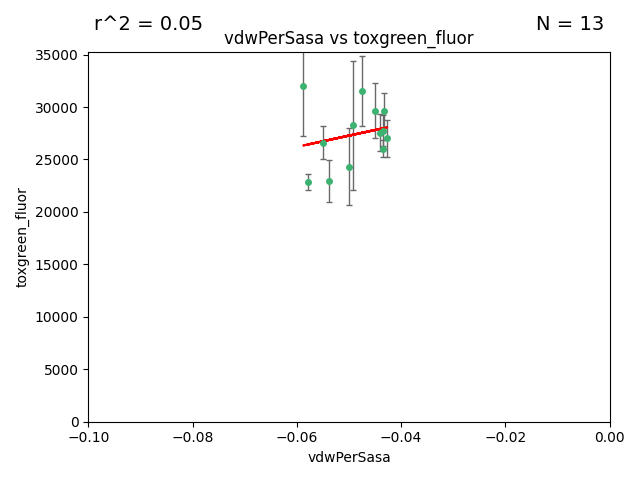 r^2 = 0.05
N = 13
vdwPerSasa vs toxgreen_fluor
35000
30000
25000
20000
15000
10000
5000
0
toxgreen_fluor
−0.10
−0.08
−0.06
−0.04
−0.02
0.00
vdwPerSasa